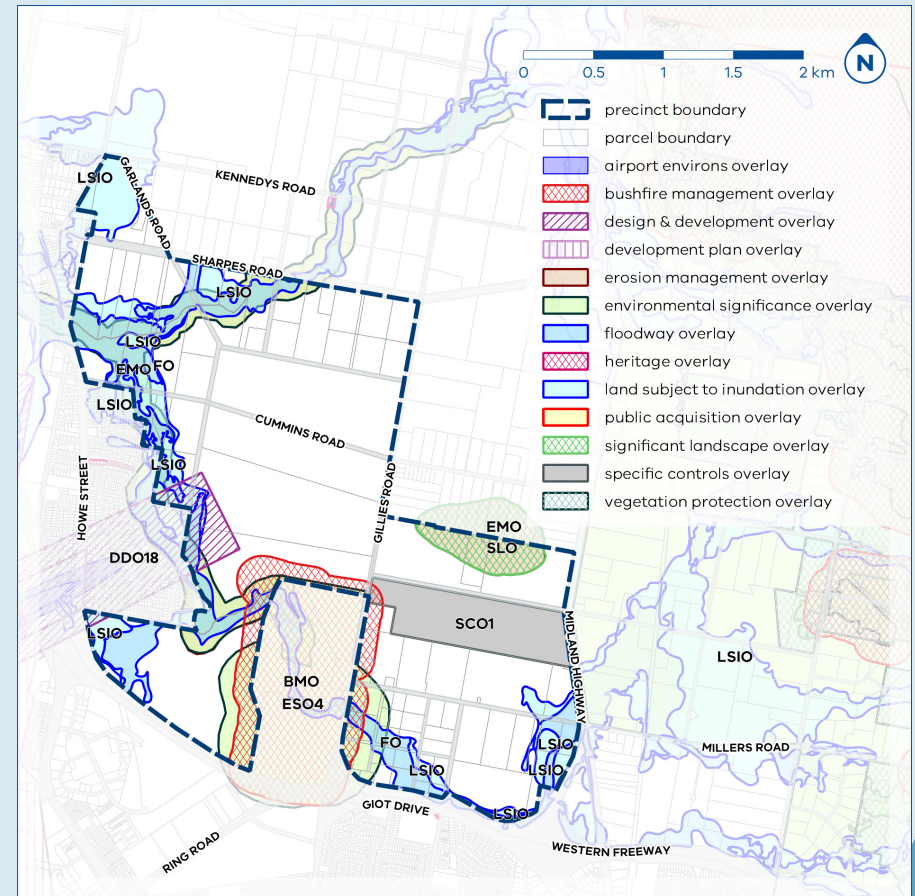 0 0.5 1 1.5 2 km
N
precinct boundary
parcel boundary
airport environs overlay
bushfire management overlay
design & development overlay
development plan overlay
erosion management overlay
environmental significance overlay
floodway overlay
heritage overlay
land subject to inundation overlay
public acquisition overlay
significant landscape overlay
specific controls overlay
vegetation protection overlay
LSIO
GARLANDS ROAD
KENNEDYS ROAD
SHARPES ROAD
LSIO
LSIO
EMO FO
LSIO
CUMMINS ROAD
LSIO
HOWE STREET
GILLIES ROAD
EMO
SLO
DDO18
SCO1
LSIO
MIDLAND HIGHWAY
LSIO
BMO
ESO4
FO
LSIO
LSIO
LSIO
MILLERS ROAD
GIOT DRIVE
LSIO
RING ROAD
WESTERN FREEWAY